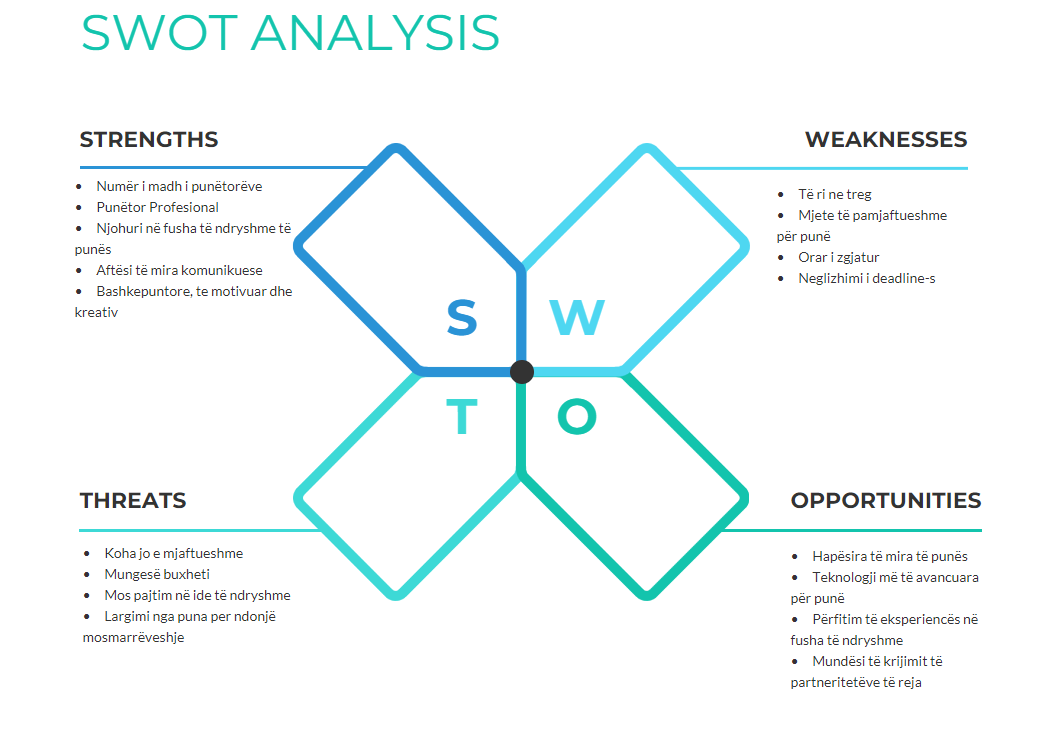 SWOT ANALYSIS
STRENGTHS
• Numër i madh i punëtorëve
• Punëtor Profesional
• Njohuri në fusha të ndryshme të
punës
• Aftësi të mira komunikuese
• Bashkepuntore, te motivuar dhe
kreativ
WEAKNESSES
• Të ri ne treg
• Mjete të pamjaftueshme
për punë
• Orar i zgjatur
• Neglizhimi i deadline-s
S W
T O
THREATS
• Koha jo e mjaftueshme
• Mungesë buxheti
• Mos pajtim në ide të ndryshme
• Largimi nga puna per ndonjë
mosmarrëveshje
OPPORTUNITIES
• Hapësira të mira të punës
• Teknologji më të avancuara
për punë
• Përfitim të eksperiencës në
fusha të ndryshme
• Mundësi të krijimit të
partneritetëve të reja